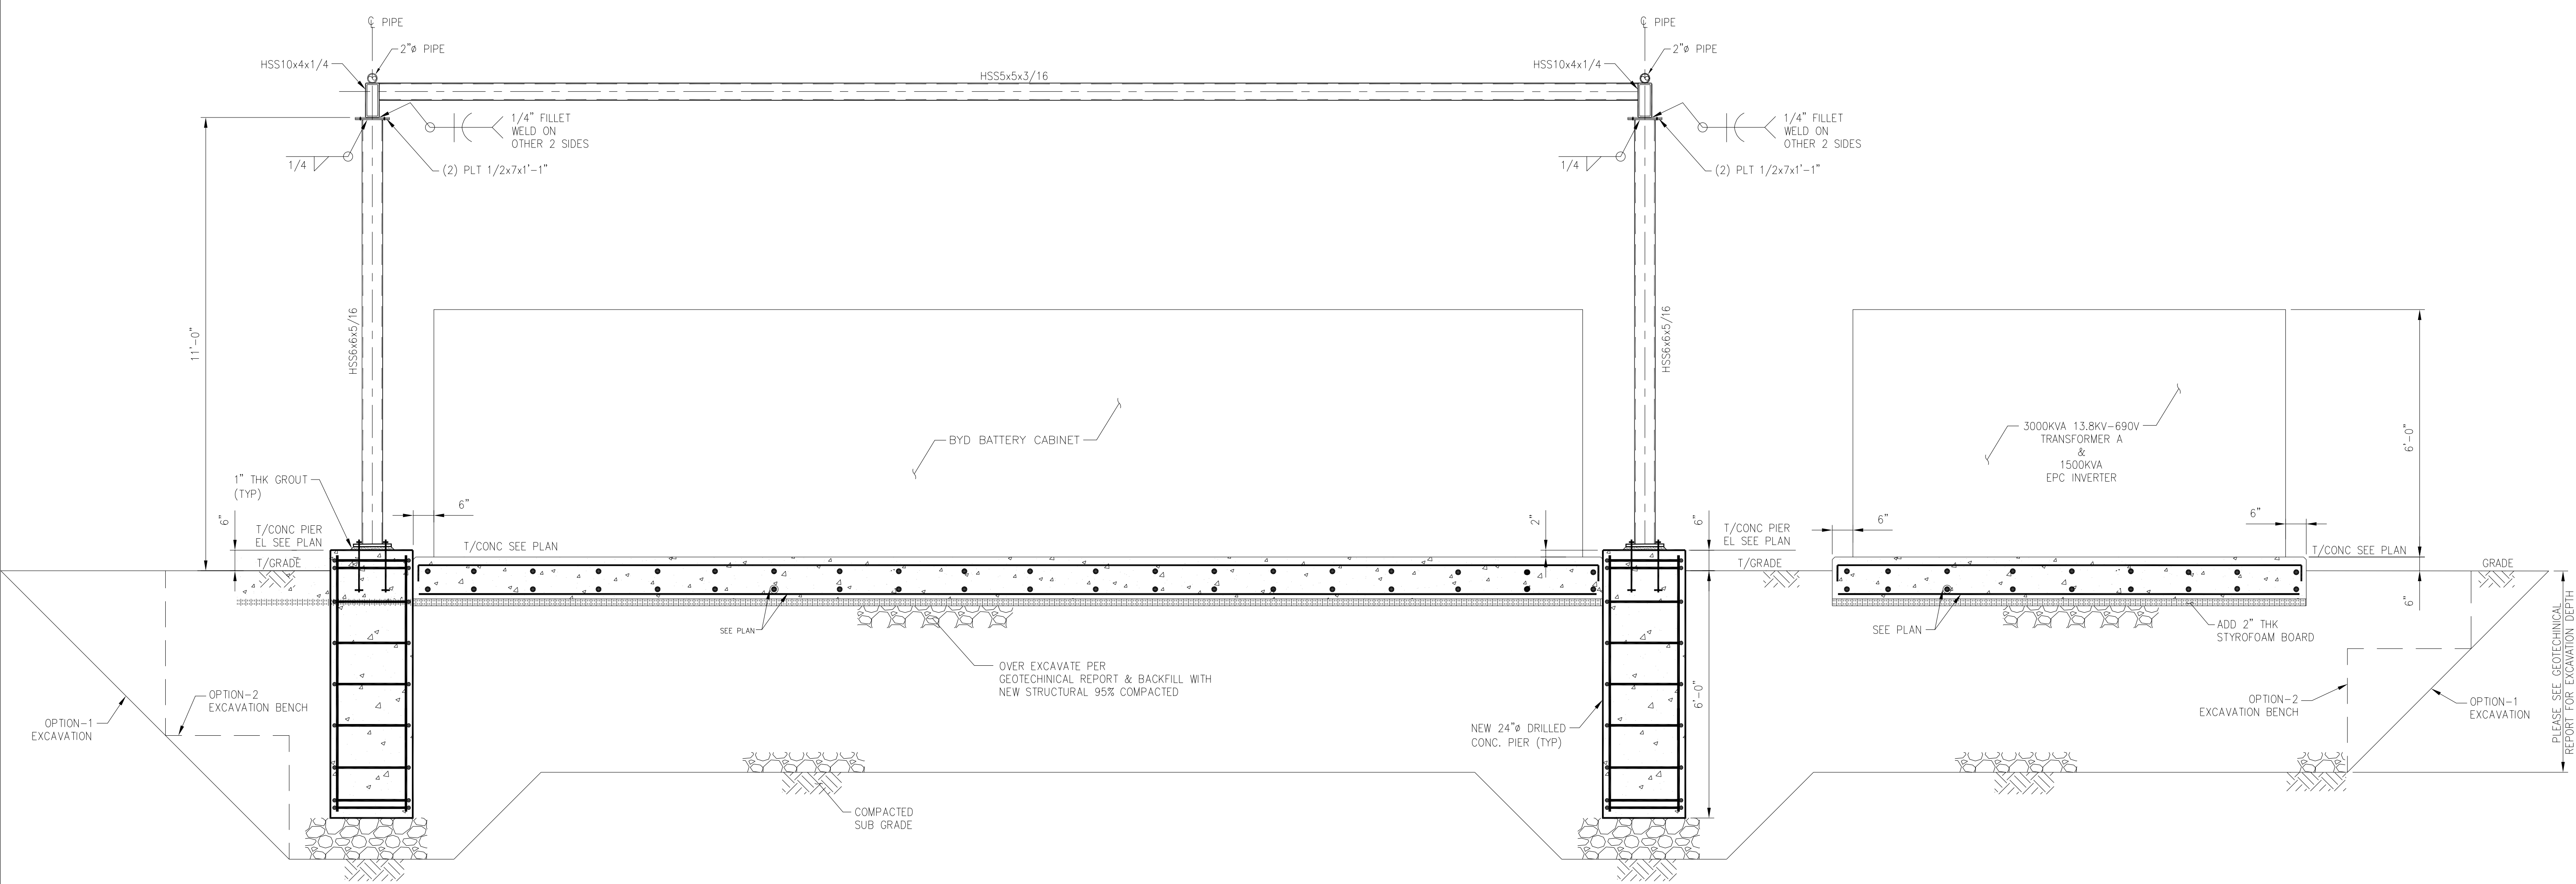 ℄ PIPE
2"ø PIPE
HSS10x4x1/4
HSS5x5x3/16
℄ PIPE
2"ø PIPE
HSS10x4x1/4
1/4" FILLET
WELD ON
OTHER 2 SIDES
1/4
(2) PLT 1/2x7x1'-1"
1/4" FILLET
WELD ON
OTHER 2 SIDES
1/4
(2) PLT 1/2x7x1'-1"
11'-0"
HSS6x6x5/16
HSS6x6x5/16
BYD BATTERY CABINET
3000KVA 13.8KV-690V
TRANSFORMER A
&
1500KVA
EPC INVERTER
6'-0"
1" THK GROUT
(TYP)
6"
6"
T/CONC PIER
EL SEE PLAN
T/GRADE
T/CONC SEE PLAN
2"
6"
T/CONC PIER
EL SEE PLAN
T/GRADE
6"
6"
T/CONC SEE PLAN
GRADE
6"
SEE PLAN
SEE PLAN
ADD 2" THK
STYROFOAM BOARD
OVER EXCAVATE PER
GEOTECHINICAL REPORT & BACKFILL WITH
NEW STRUCTURAL 95% COMPACTED
OPTION-2
EXCAVATION BENCH
OPTION-1
EXCAVATION
6'-0"
NEW 24"ø DRILLED
CONC. PIER (TYP)
OPTION-2
EXCAVATION BENCH
OPTION-1
EXCAVATION
PLEASE SEE GEOTECHINICAL
REPORT FOR EXCAVATION DEPTH
COMPACTED
SUB GRADE